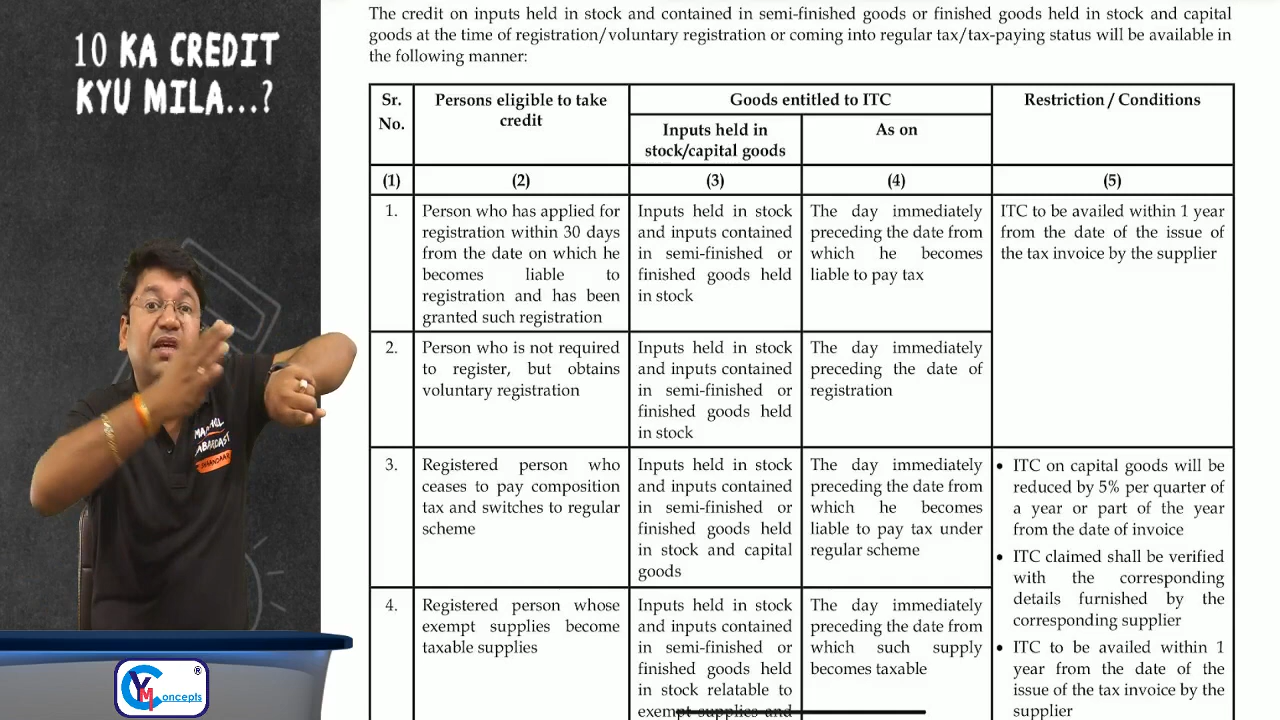 10 KA CREDIT
KYU MILA...?
The credit on inputs held in stock and contained in semi-finished goods or finished goods held in stock and capital
goods at the time of registration/voluntary registration or coming into regular tax/tax-paying status will be available in
the following manner:
Sr.
No.
Persons eligible to take
credit
Goods entitled to ITC
Restriction / Conditions
Inputs held in
stock/capital goods
As on
(1)
(2)
(3)
(4)
(5)
1.
Person who has applied for
registration within 30 days
from the date on which he
becomes liable to
registration and has been
granted such registration
Inputs held in stock
and inputs contained
in semi-finished or
finished goods held
in stock
The day immediately
preceding the date from
which he becomes
liable to pay tax
ITC to be availed within 1 year
from the date of the issue of
the tax invoice by the supplier
2.
Person who is not required
to register, but obtains
voluntary registration
Inputs held in stock
and inputs contained
in semi-finished or
finished goods held
in stock
The day immediately
preceding the date of
registration
3.
Registered person who
ceases to pay composition
tax and switches to regular
scheme
Inputs held in stock
and inputs contained
in semi-finished or
finished goods held
in stock and capital
goods
The day immediately
preceding the date from
which he becomes
liable to pay tax under
regular scheme
• ITC on capital goods will be
reduced by 5% per quarter of
a year or part of the year
from the date of invoice
• ITC claimed shall be verified
with the corresponding
details furnished by the
corresponding supplier
• ITC to be availed within 1
year from the date of the
issue of the tax invoice by the
supplier
4.
Registered person whose
exempt supplies become
taxable supplies
Inputs held in stock
and inputs contained
in semi-finished or
finished goods held
in stock relatable to
exempt supplies and
The day immediately
preceding the date from
which such supply
becomes taxable
CYM oncepts ®